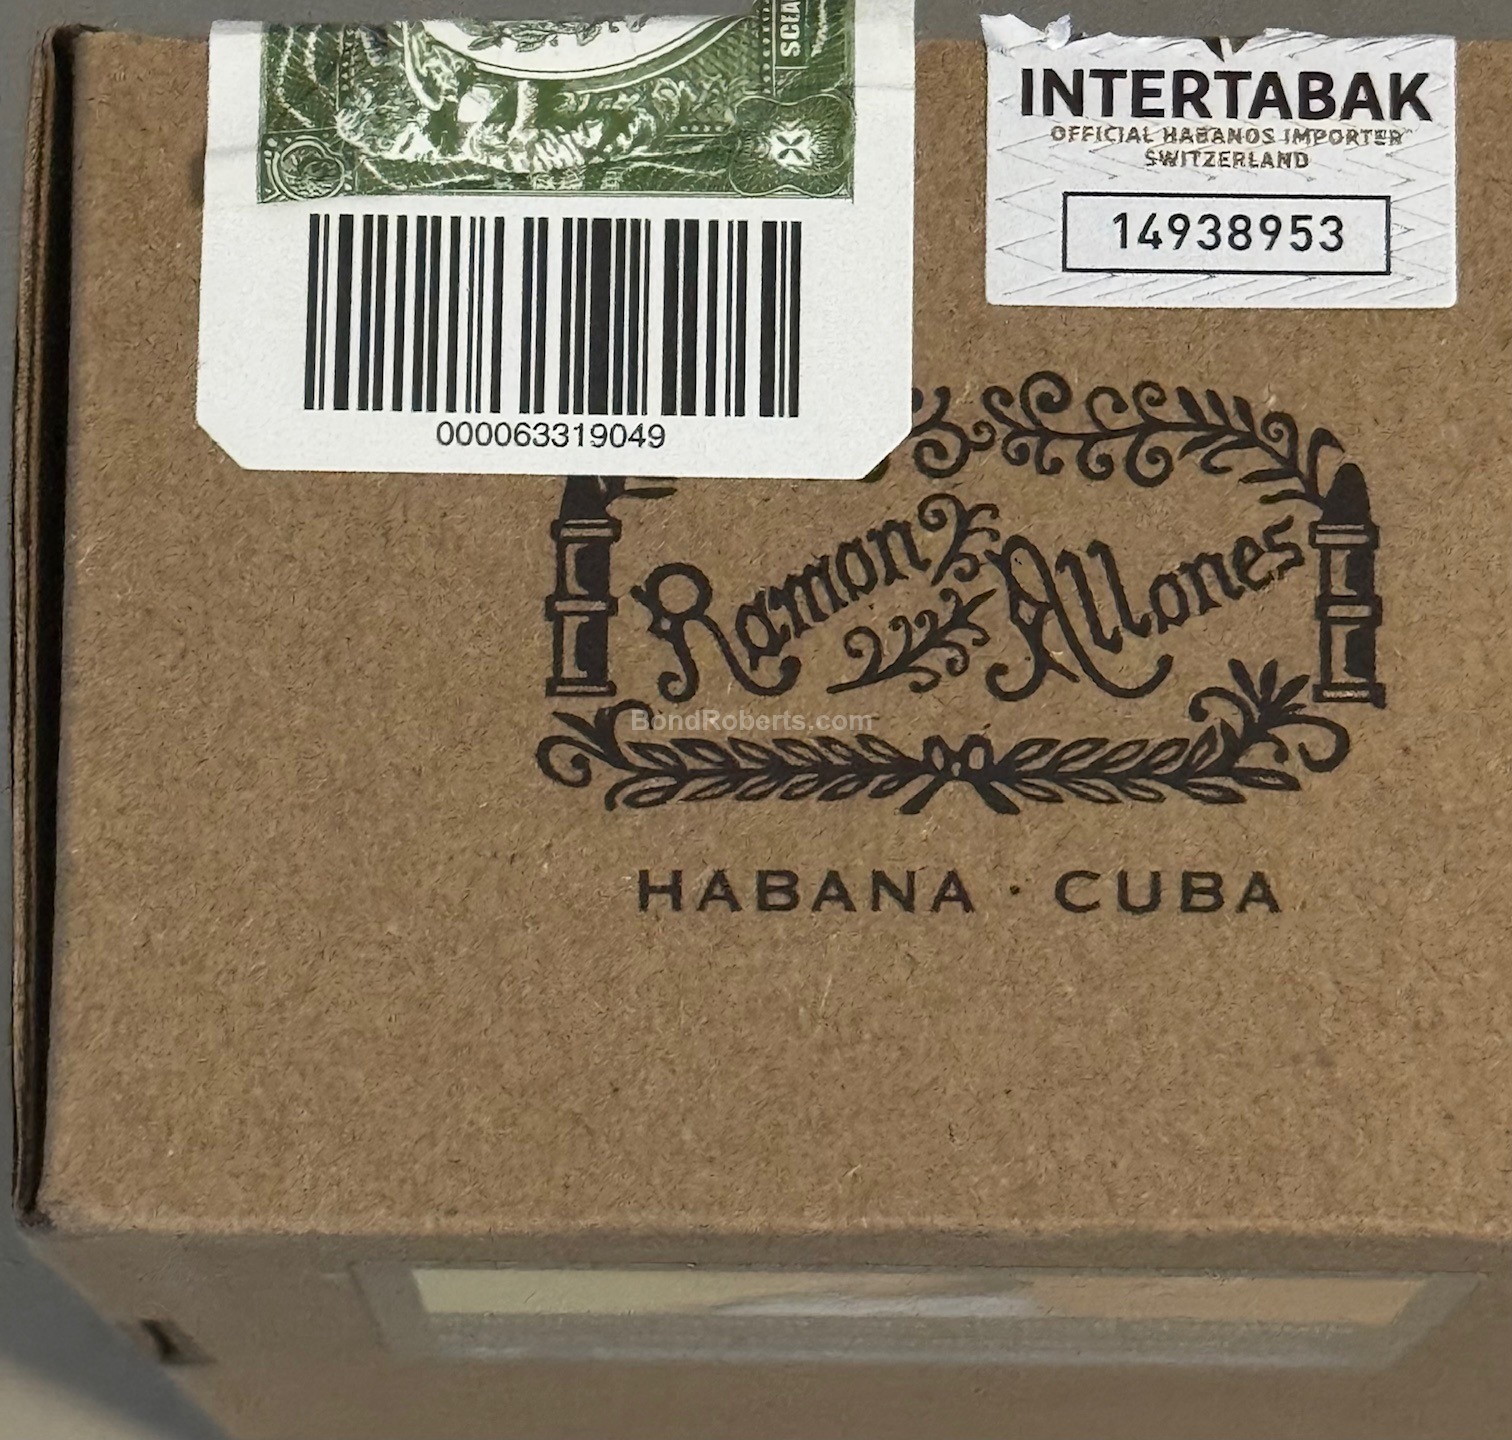 INTERTABAK
OFFICIAL HABANOS IMPORTER
SWITZERLAND
14938953
000063319049
Ramon Allones
BondRoberts.com
HABANA · CUBA